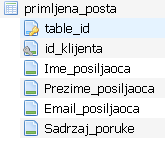 primljena_posta
table_id
id_klijenta
Ime_posiljaoca
Prezime_posiljaoca
Email_posiljaoca
Sadrzaj_poruke